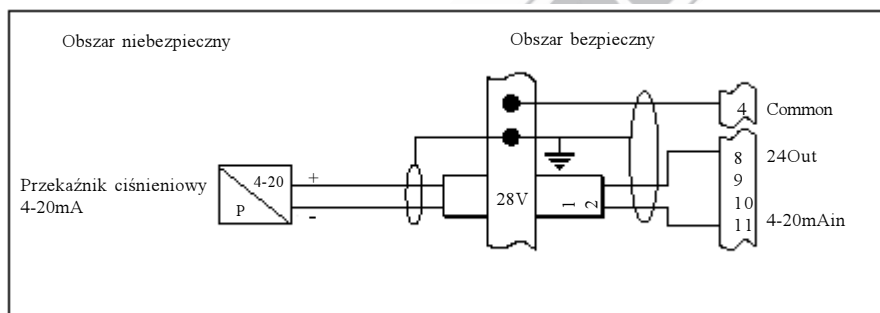 Obszar niebezpieczny
Obszar bezpieczny
4
Common
8
24Out
9
10
11
4-20mAin
Przekaźnik ciśnieniowy
4-20mA
4-20
P
+
-
28V
1
2